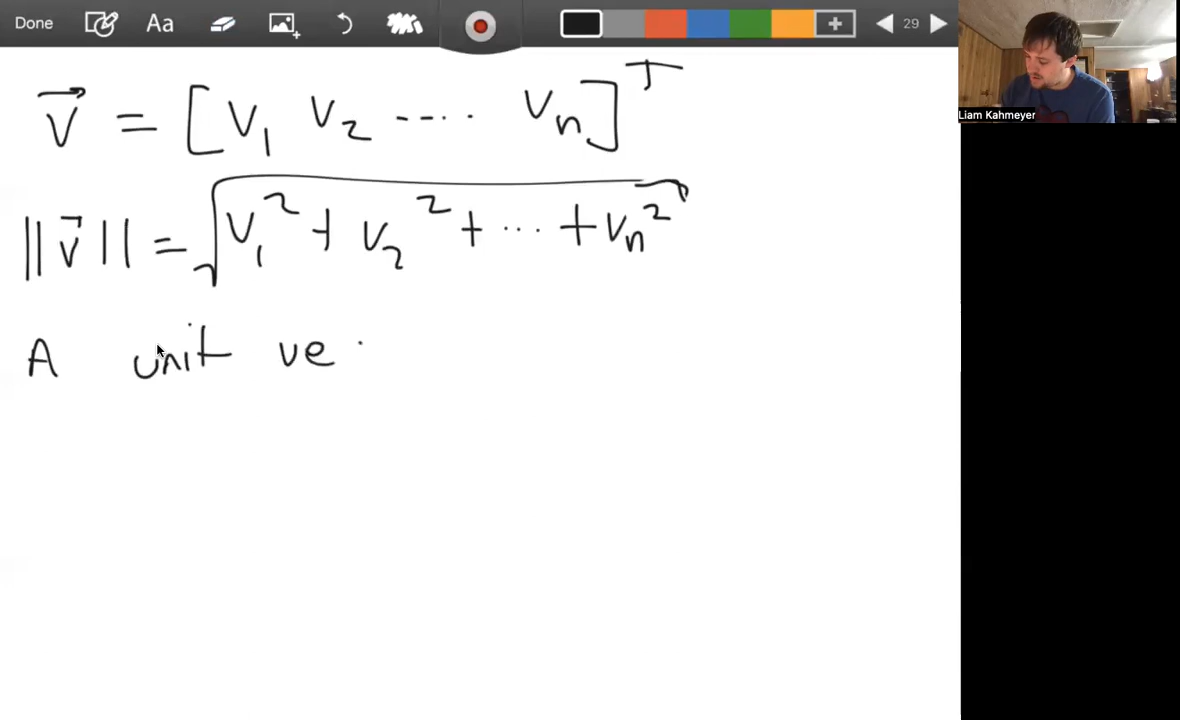 Done Aa + 29
Liam Kahmeyer
v⃗ = [v₁ v₂ ---.. vₙ]ᵀ
||v⃗|| = √(v₁² + v₂² + ... + vₙ²)
A unit ve